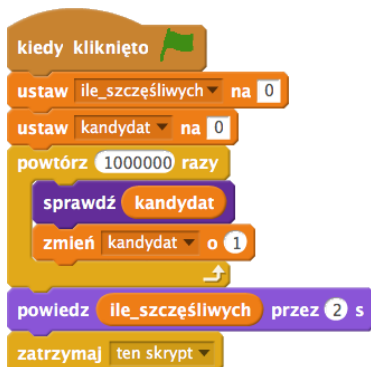 kiedy kliknięto
ustaw ile_szczęśliwych na 0
ustaw kandydat na 0
powtórz 1000000 razy
sprawdź kandydat
zmień kandydat o 1
powiedz ile_szczęśliwych przez 2 s
zatrzymaj ten skrypt